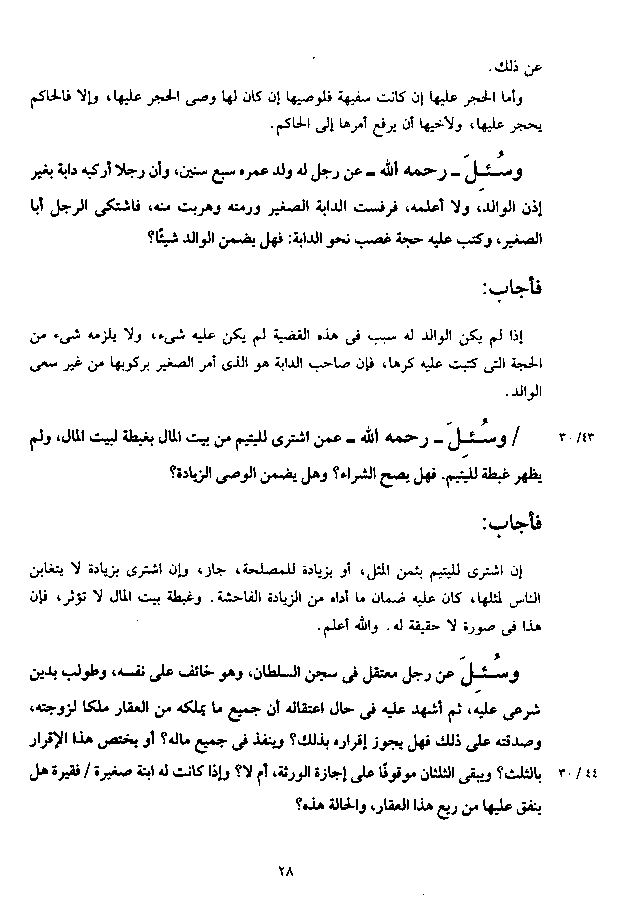 عن ذلك.
وأما الحجر عليها إن كانت سفيهة فلوصيها إن كان لها وصى الحجر عليها، وإلا فالحاكم
يحجر عليها، ولأخيها أن يرفع أمرها إلى الحاكم.
وَسُئِلَ ـ رحمه الله ـ عن رجل له ولد عمره سبع سنين، وأن رجلا أركبه دابة بغير
إذن الوالد، ولا أعلمه، فرفست الدابة الصغير ورمته وهربت منه، فاشتكى الرجل أبا
الصغير، وكتب عليه حجة غصب نحو الدابة: فهل يضمن الوالد شيئًا؟
فأجاب:
إذا لم يكن الوالد له سبب فى هذه القضية لم يكن عليه شىء، ولا يلزمه شىء من
الحجة التى كتبت عليه كرها، فإن صاحب الدابة هو الذى أمر الصغير بركوبها من غير سعى
الوالد.
٣٠/٤٣ / وسُئِلَ ـ رحمه الله ـ عمن اشترى لليتيم من بيت المال بغبطة لبيت المال، ولم
يظهر غبطة لليتيم. فهل يصح الشراء؟ وهل يضمن الوصى الزيادة؟
فأجاب:
إن اشترى لليتيم بثمن المثل، أو بزيادة للمصلحة، جاز، وإن اشترى بزيادة لا يتغابن
الناس لمثلها، كان عليه ضمان ما أداه من الزيادة الفاحشة. وغبطة بيت المال لا تؤثر، فإن
هذا فى صورة لا حقيقة له. والله أعلم.
وسُئِلَ عن رجل معتقل فى سجن السلطان، وهو خائف على نفسه، وطولب بدين
شرعى عليه، ثم أشهد عليه فى حال اعتقاله أن جميع ما يملكه من العقار ملكا لزوجته،
وصدقته على ذلك فهل يجوز إقراره بذلك؟ وينفذ فى جميع ماله؟ أو يختص هذا الإقرار
٣٠/٤٤ بالثلث؟ ويبقى الثلثان موقوفًا على إجازة الورثة، أم لا؟ وإذا كانت له ابنة صغيرة / فقيرة هل
ينفق عليها من ريع هذا العقار، والحالة هذه؟
٢٨